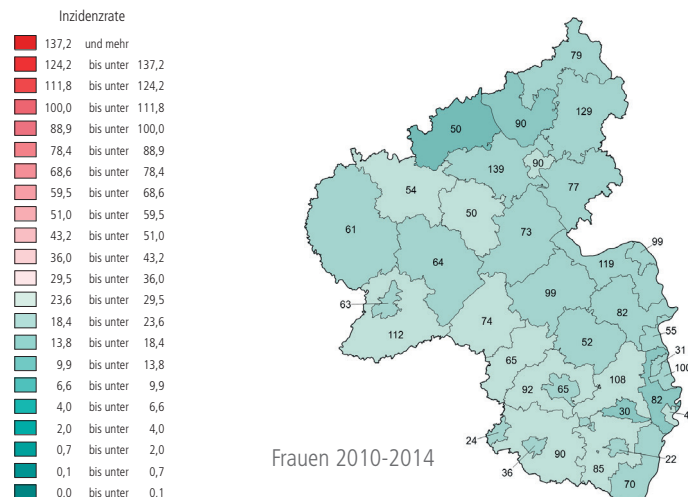 Inzidenzrate
137,2 und mehr
124,2 bis unter 137,2
111,8 bis unter 124,2
100,0 bis unter 111,8
88,9 bis unter 100,0
78,4 bis unter 88,9
68,6 bis unter 78,4
59,5 bis unter 68,6
51,0 bis unter 59,5
43,2 bis unter 51,0
36,0 bis unter 43,2
29,5 bis unter 36,0
23,6 bis unter 29,5
18,4 bis unter 23,6
13,8 bis unter 18,4
9,9 bis unter 13,8
6,6 bis unter 9,9
4,0 bis unter 6,6
2,0 bis unter 4,0
0,7 bis unter 2,0
0,1 bis unter 0,7
0,0 bis unter 0,1
79
129
50
90
139
90
77
54
50
61
73
64
99
119
99
63
82
112
74
55
52
31
65
100
92
65
108
82
30
24
36
90
22
85
70
Frauen 2010-2014